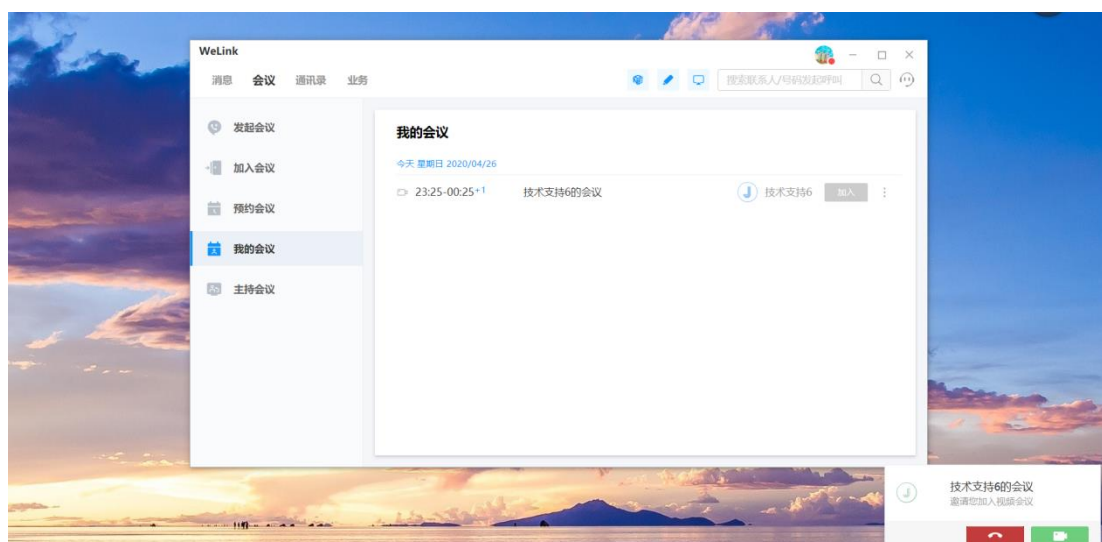 WeLink
消息 会议 通讯录 业务
搜索联系人/号码发起呼叫
发起会议
加入会议
预约会议
我的会议
主持会议
我的会议
今天 星期日 2020/04/26
23:25-00:25+1 技术支持6的会议 J 技术支持6 加入
J 技术支持6的会议
邀请您加入视频会议